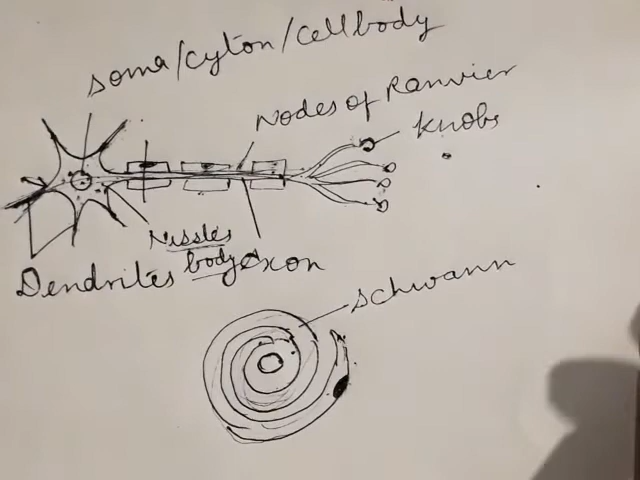 soma/cyton/cellbody
Nodes of Ranvier
Knobs
Nissles
body
axon
Dendrites
schwann